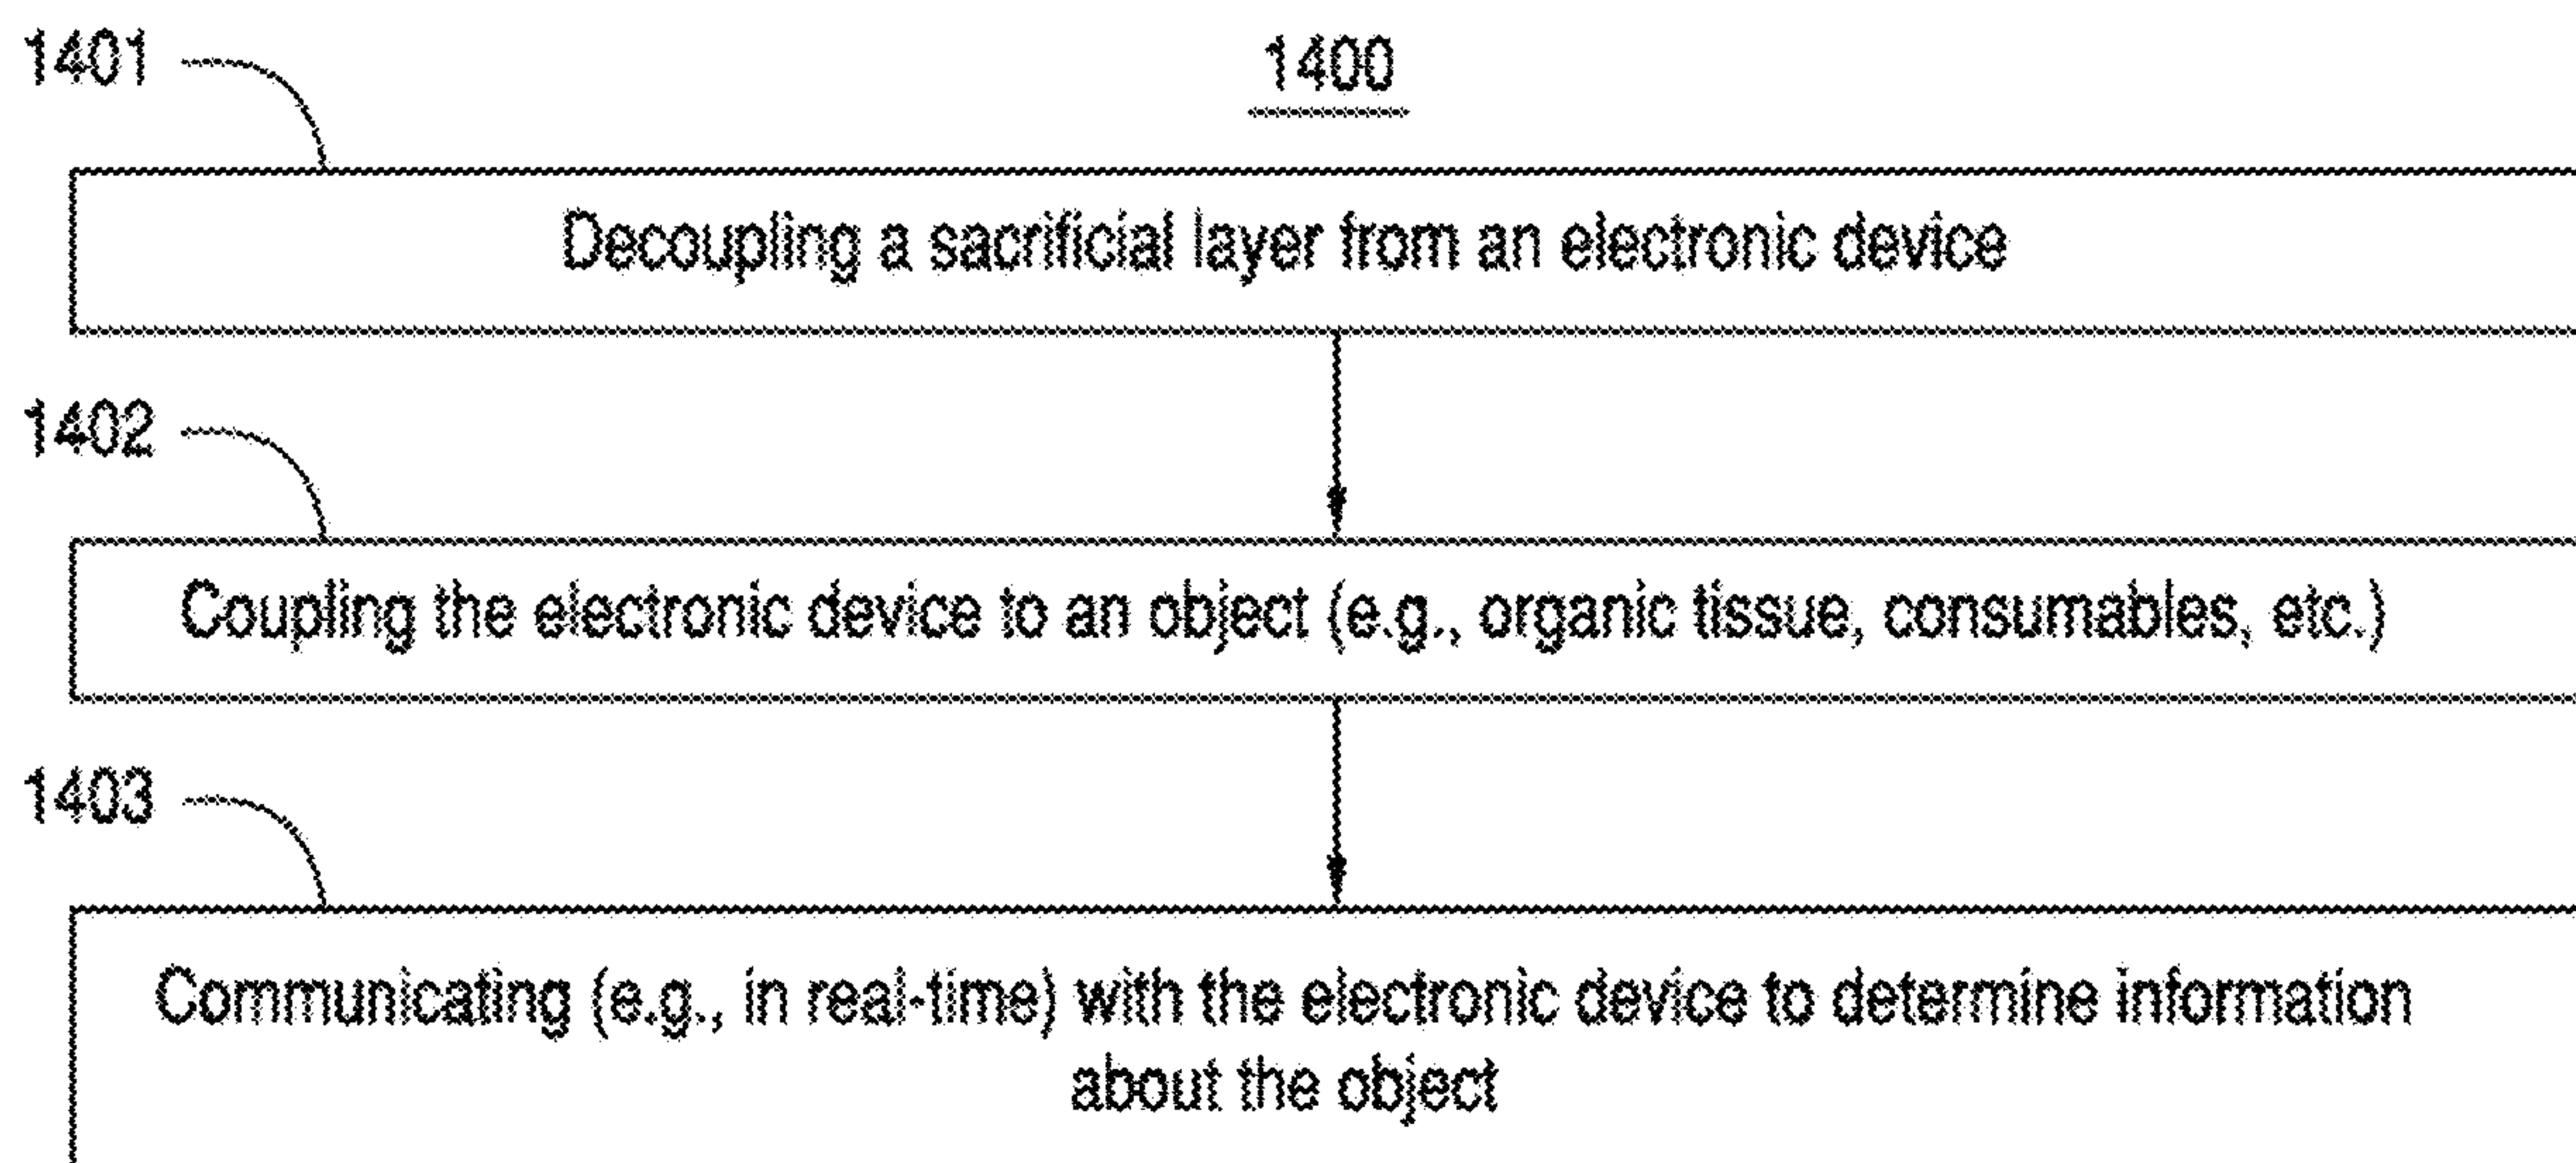 1400
1401
Decoupling a sacrificial layer from an electronic device
1402
Coupling the electronic device to an object (e.g., organic tissue, consumables, etc.)
1403
Communicating (e.g., in real-time) with the electronic device to determine information
about the object